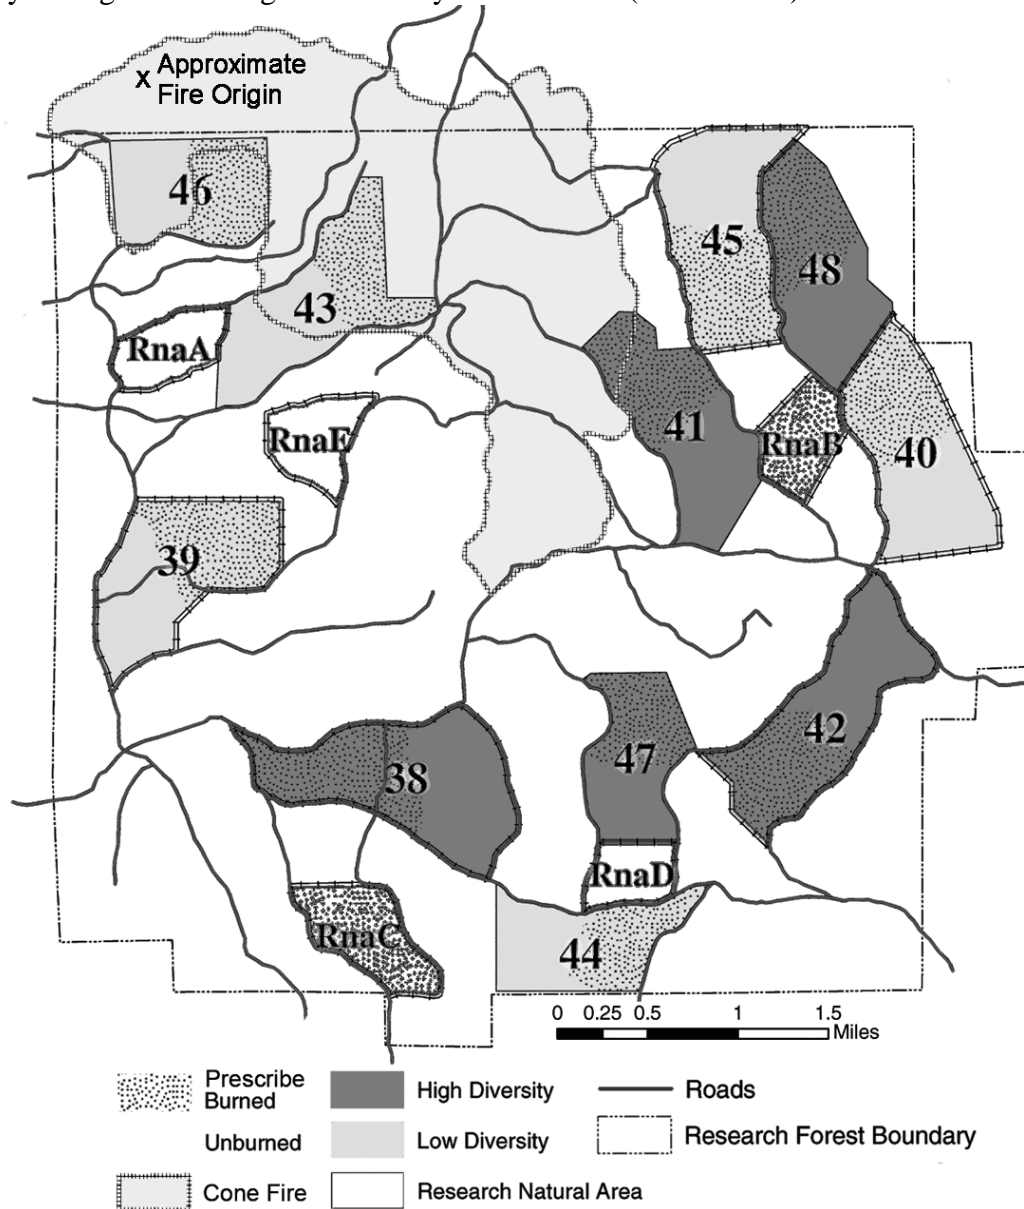 Approximate
x Fire Origin
46
45
48
43
RnaA
41
RnaB
40
RnaE
39
42
47
38
RnaD
RnaC
44
0 0.25 0.5 1 1.5
Miles
Prescribe
Burned
High Diversity
Roads
Unburned
Low Diversity
Research Forest Boundary
Cone Fire
Research Natural Area